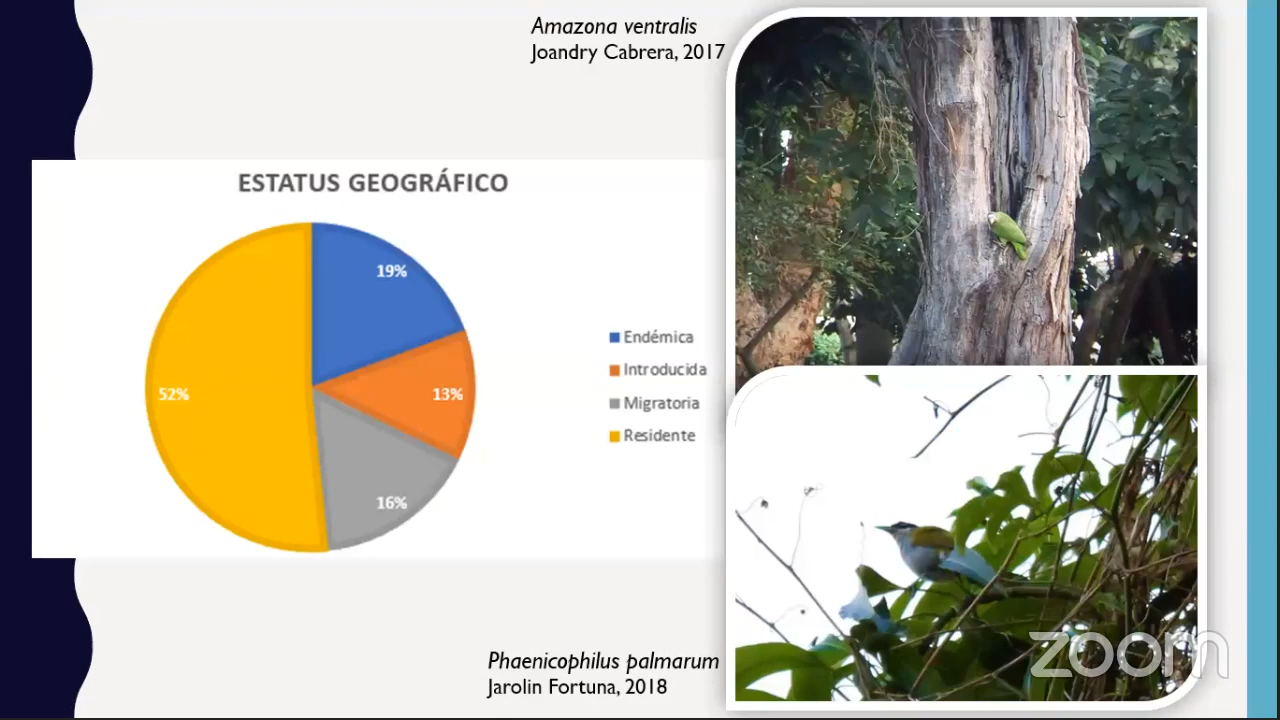 Amazona ventralis
Joandry Cabrera, 2017
ESTATUS GEOGRÁFICO
19%
52%
13%
16%
Endémica
Introducida
Migratoria
Residente
Phaenicophilus palmarum
Jarolin Fortuna, 2018
zoom